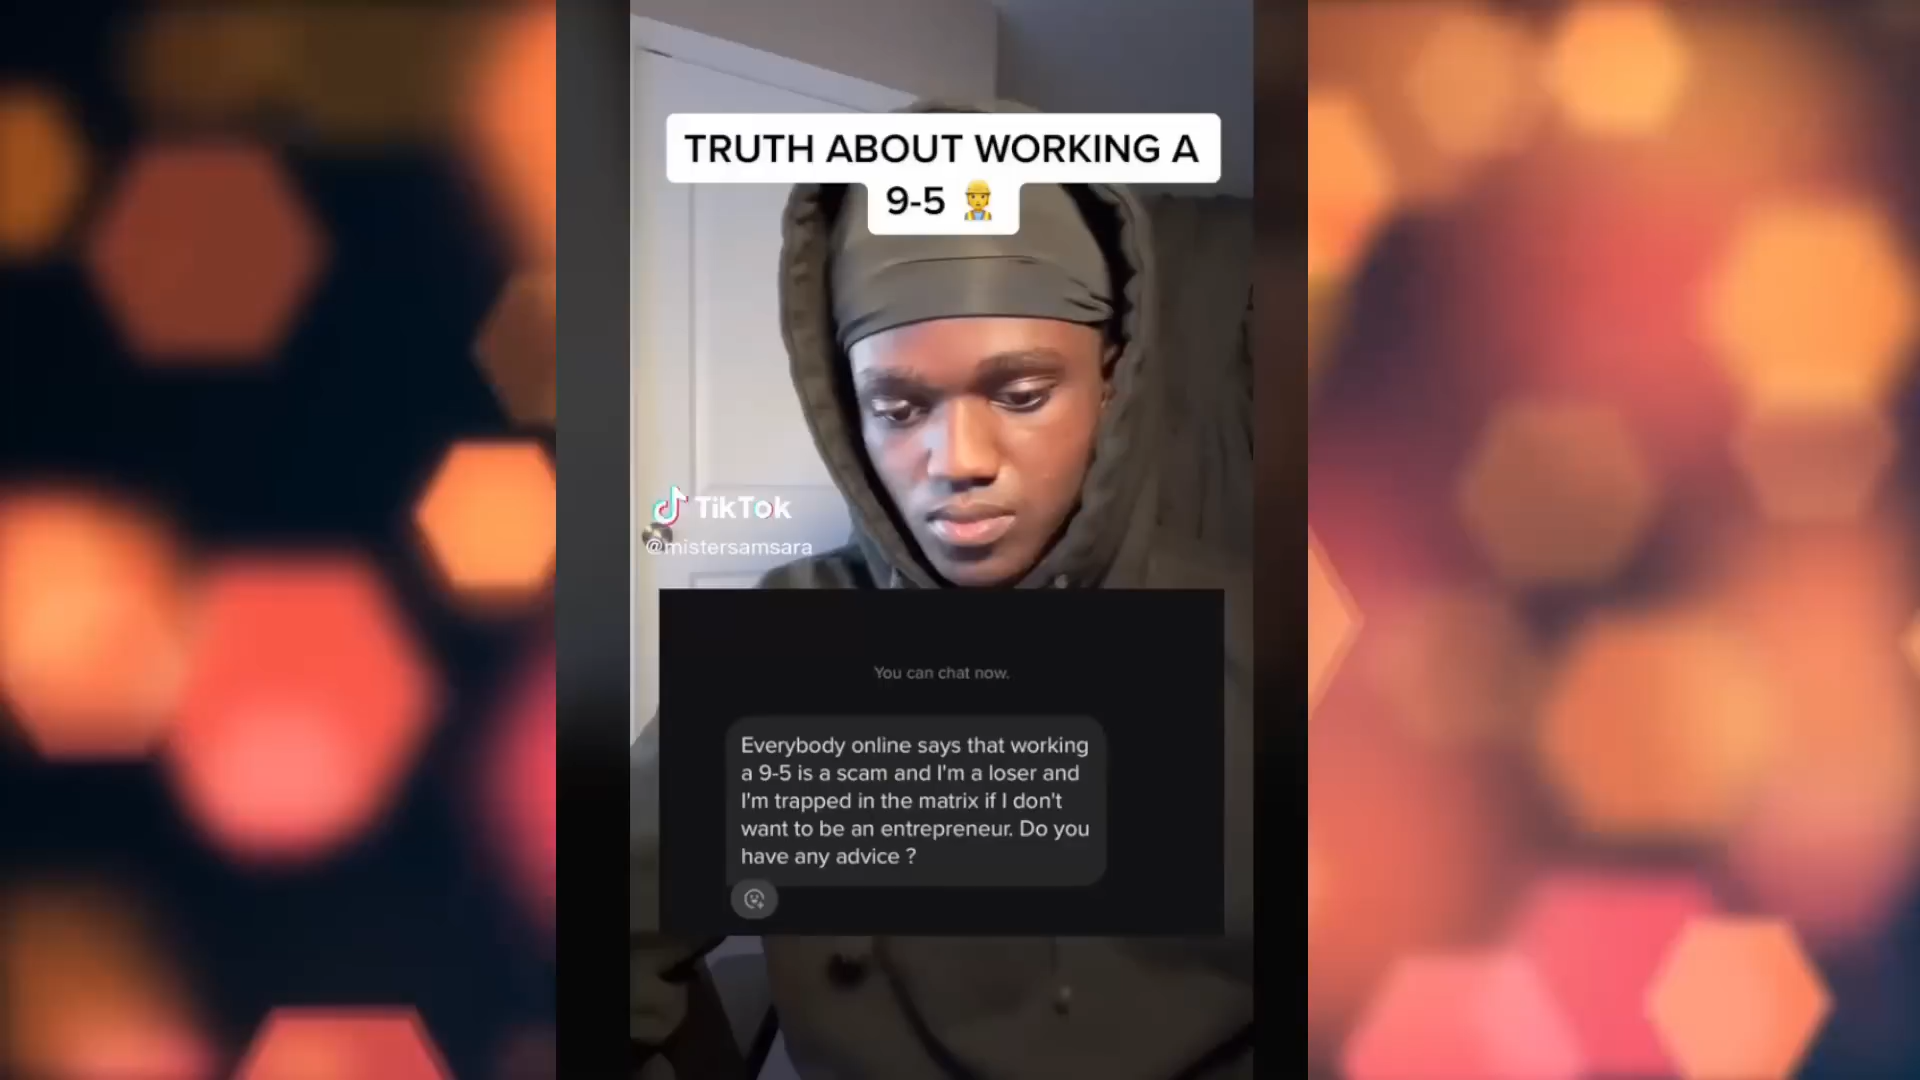 TRUTH ABOUT WORKING A
9-5 👷
TikTok
@mistersamsara
You can chat now.
Everybody online says that working
a 9-5 is a scam and I'm a loser and
I'm trapped in the matrix if I don't
want to be an entrepreneur. Do you
have any advice ?